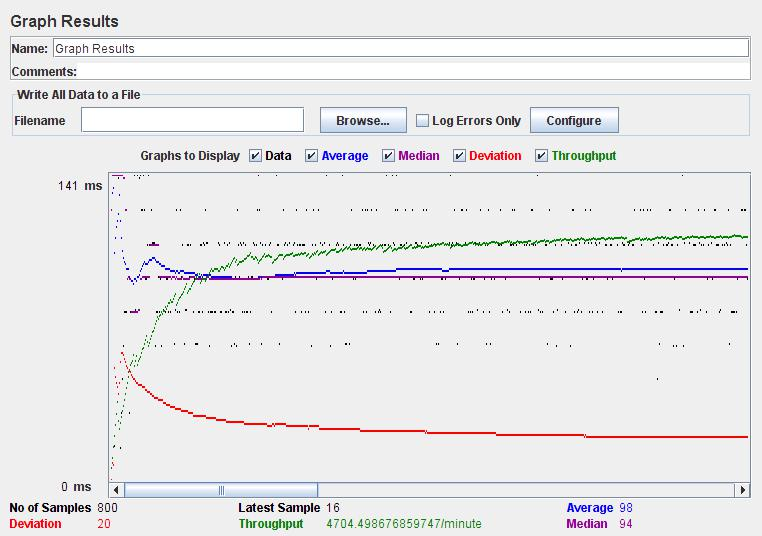 Graph Results
Name: Graph Results
Comments:
Write All Data to a File
Filename Browse... Log Errors Only Configure
Graphs to Display Data Average Median Deviation Throughput
141 ms
0 ms
No of Samples 800 Latest Sample 16 Average 98
Deviation 20 Throughput 4704.498676859747/minute Median 94